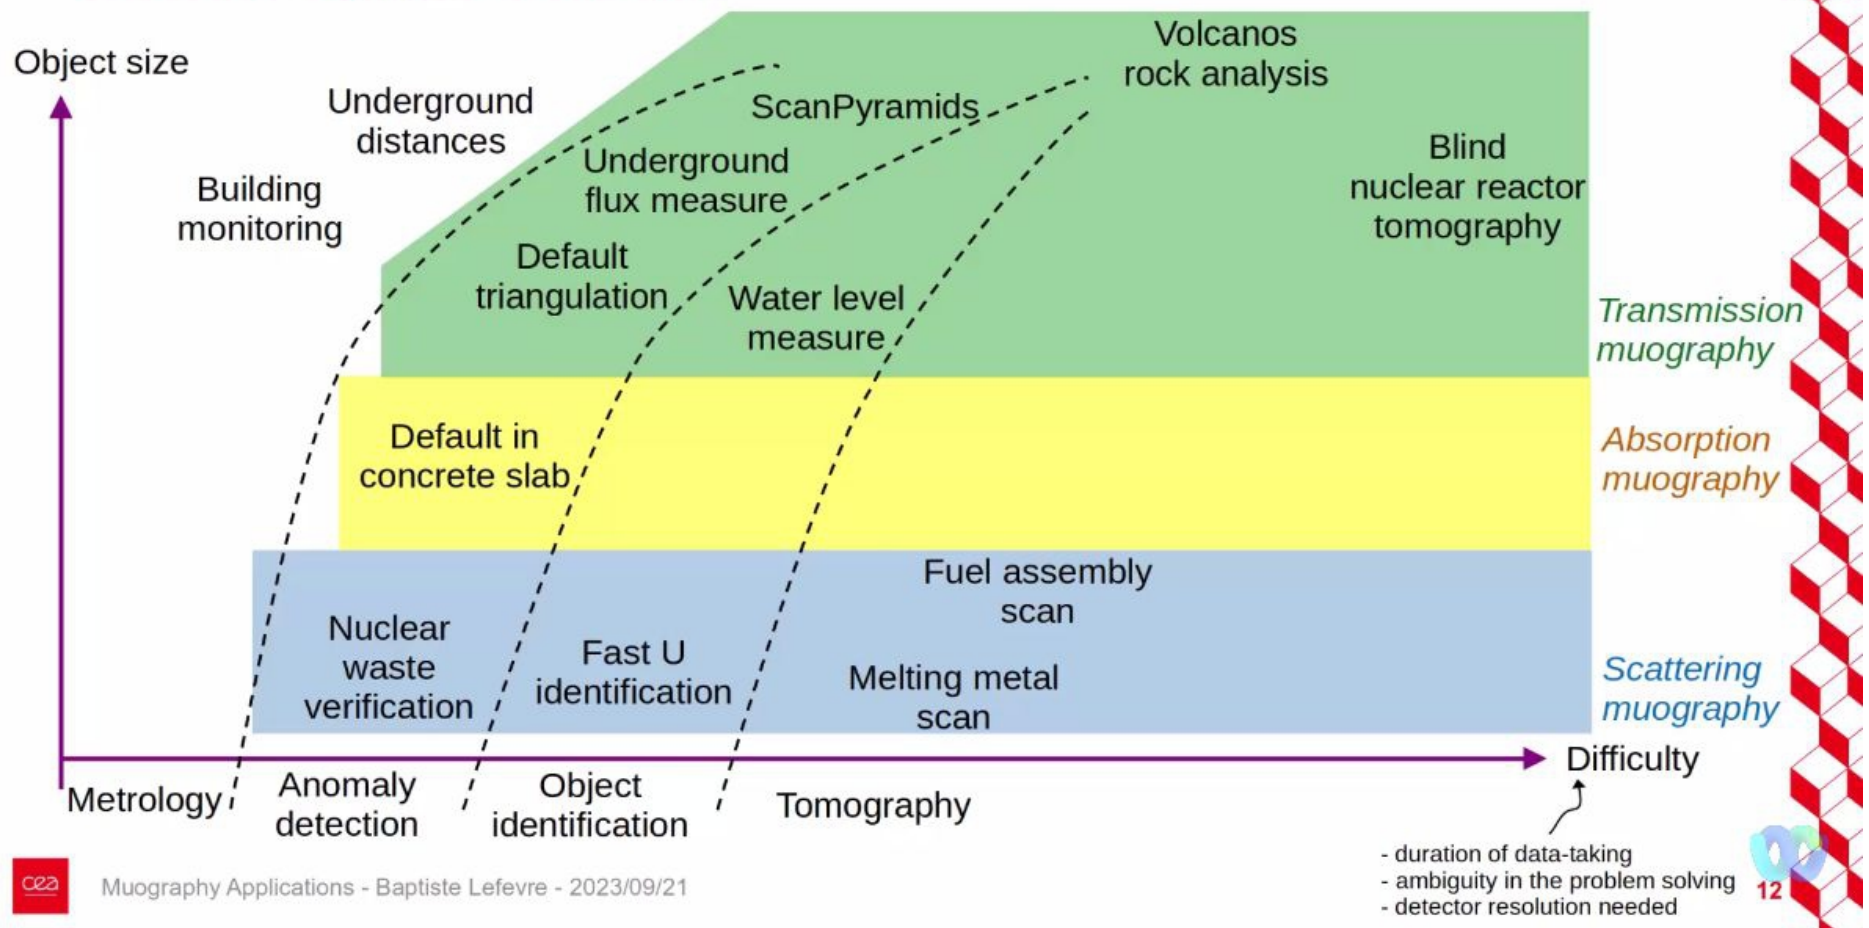 Object size
Underground
distances
Building
monitoring
Volcanos
rock analysis
ScanPyramids
Underground
flux measure
Blind
nuclear reactor
tomography
Default
triangulation
Water level
measure
Transmission
muography
Default in
concrete slab
Absorption
muography
Fuel assembly
scan
Nuclear
waste
verification
Fast U
identification
Melting metal
scan
Scattering
muography
Difficulty
Metrology
Anomaly
detection
Object
identification
Tomography
- duration of data-taking
- ambiguity in the problem solving
- detector resolution needed
cea
Muography Applications - Baptiste Lefevre - 2023/09/21
12